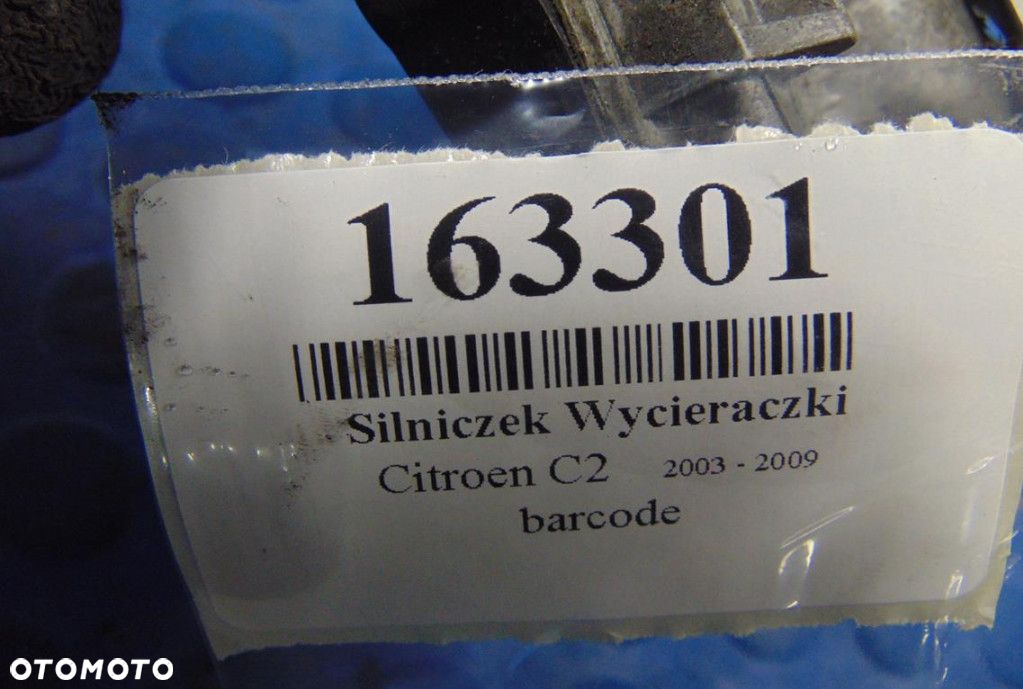 163301
Silniczek Wycieraczki
Citroen C2 2003 - 2009
barcode
OTOMOTO